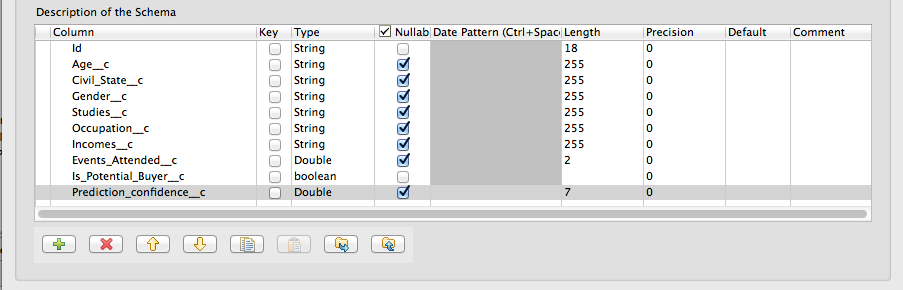 Description of the Schema
Column Key Type Nullab Date Pattern (Ctrl+Spac Length Precision Default Comment
Id String 18 0
Age__c String 255 0
Civil_State__c String 255 0
Gender__c String 255 0
Studies__c String 255 0
Occupation__c String 255 0
Incomes__c String 255 0
Events_Attended__c Double 2 0
Is_Potential_Buyer__c boolean 0
Prediction_confidence__c Double 7 0